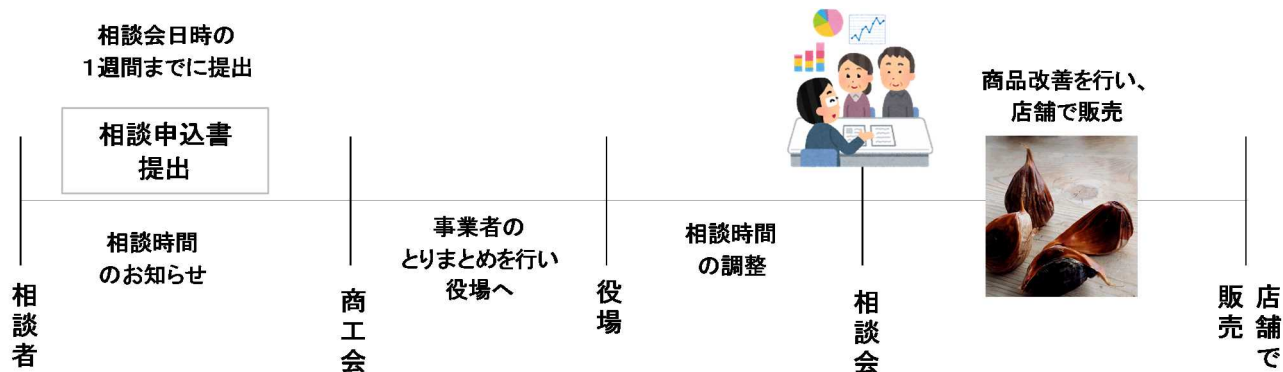 相談会日時の
1週間までに提出
相談申込書
提出
相談時間
のお知らせ
事業者の
とりまとめを行い
役場へ
相談時間
の調整
商品改善を行い、
店舗で販売
相談者
商工会
役場
相談会
店舗で
販売